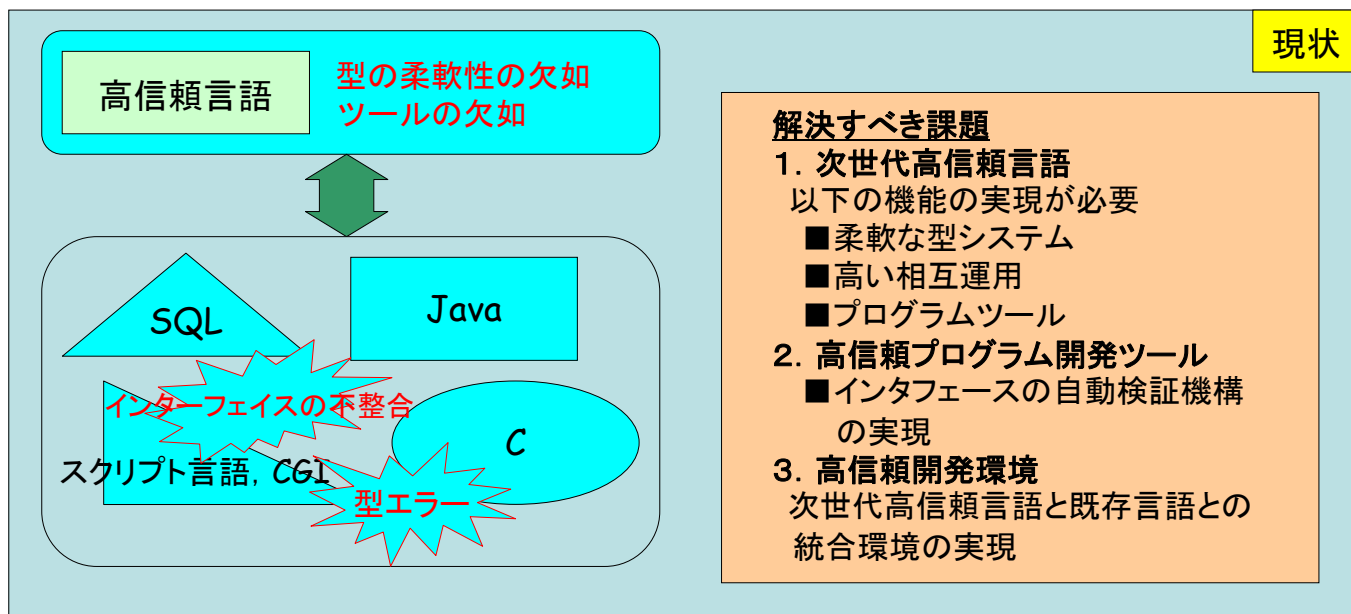 現状
高信頼言語
型の柔軟性の欠如
ツールの欠如
SQL
Java
インターフェイスの不整合
スクリプト言語, CGI
C
型エラー
解決すべき課題
１．次世代高信頼言語
以下の機能の実現が必要
■柔軟な型システム
■高い相互運用
■プログラムツール
２．高信頼プログラム開発ツール
■インタフェースの自動検証機構
の実現
３．高信頼開発環境
次世代高信頼言語と既存言語との
統合環境の実現